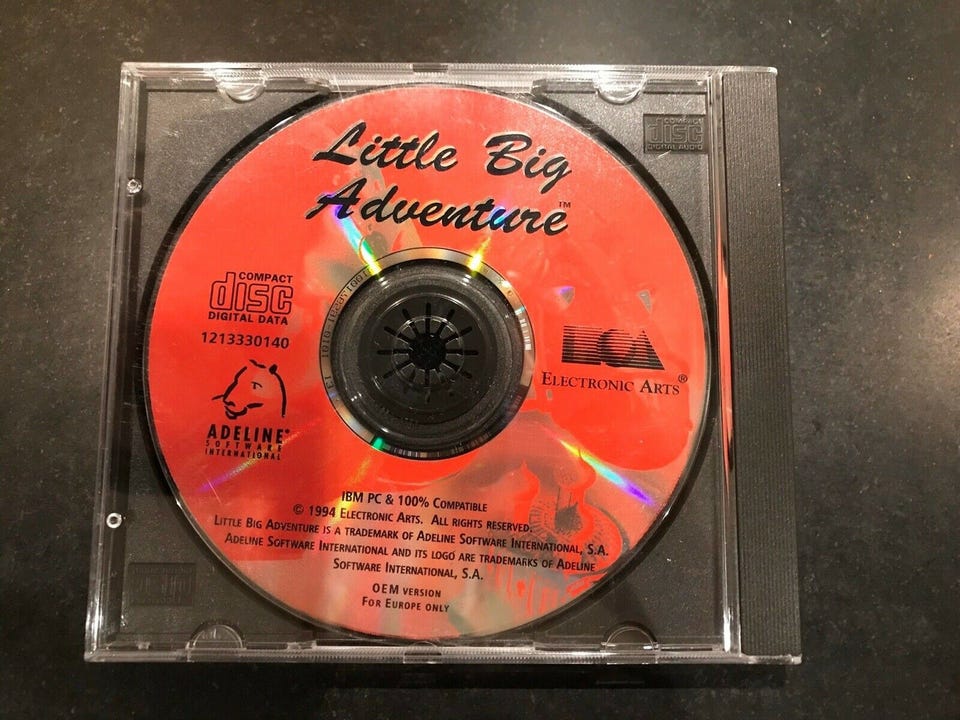 Little Big
Adventure™
COMPACT
disc
DIGITAL AUDIO
COMPACT
disc
DIGITAL DATA
1213330140
ADELINE®
SOFTWARE
INTERNATIONAL
ECA
ELECTRONIC ARTS®
IBM PC & 100% COMPATIBLE
© 1994 ELECTRONIC ARTS. ALL RIGHTS RESERVED.
LITTLE BIG ADVENTURE IS A TRADEMARK OF ADELINE SOFTWARE INTERNATIONAL, S.A.
ADELINE SOFTWARE INTERNATIONAL AND ITS LOGO ARE TRADEMARKS OF ADELINE
SOFTWARE INTERNATIONAL, S.A.
OEM VERSION
FOR EUROPE ONLY